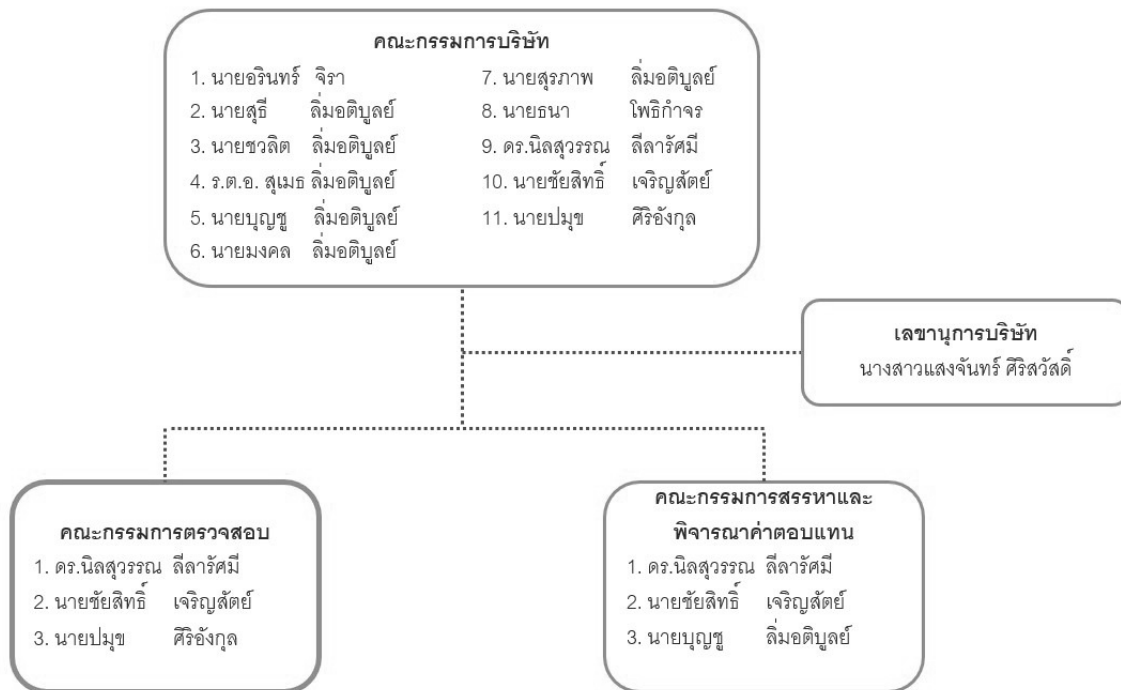 คณะกรรมการบริษัท
1. นายอรินทร์ จิรา
2. นายสุธี ลิ่มอติบูลย์
3. นายชวลิต ลิ่มอติบูลย์
4. ร.ต.อ. สุเมธ ลิ่มอติบูลย์
5. นายบุญชู ลิ่มอติบูลย์
6. นายมงคล ลิ่มอติบูลย์
7. นายสุรภาพ ลิ่มอติบูลย์
8. นายธนา โพธิกำจร
9. ดร.นิลสุวรรณ ลีลารัศมี
10. นายชัยสิทธิ์ เจริญสัตย์
11. นายปมุข ศิริอังกุล
เลขานุการบริษัท
นางสาวแสงจันทร์ ศิริสวัสดิ์
คณะกรรมการตรวจสอบ
1. ดร.นิลสุวรรณ ลีลารัศมี
2. นายชัยสิทธิ์ เจริญสัตย์
3. นายปมุข ศิริอังกุล
คณะกรรมการสรรหาและ
พิจารณาค่าตอบแทน
1. ดร.นิลสุวรรณ ลีลารัศมี
2. นายชัยสิทธิ์ เจริญสัตย์
3. นายบุญชู ลิ่มอติบูลย์